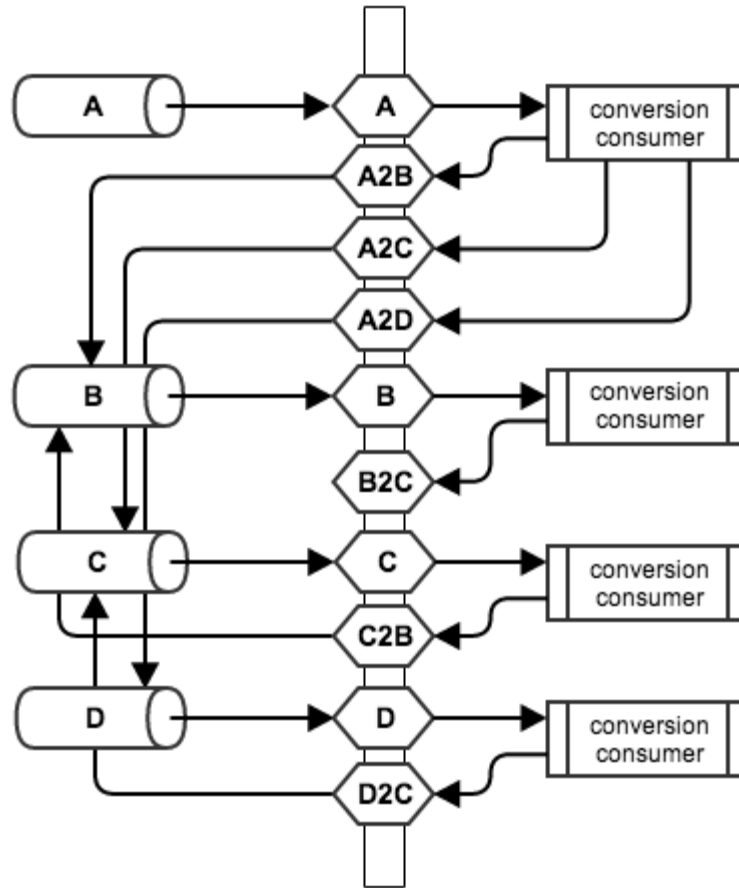 A
A
conversion
consumer
A2B
A2C
A2D
B
B
conversion
consumer
B2C
C
C
conversion
consumer
C2B
D
D
conversion
consumer
D2C